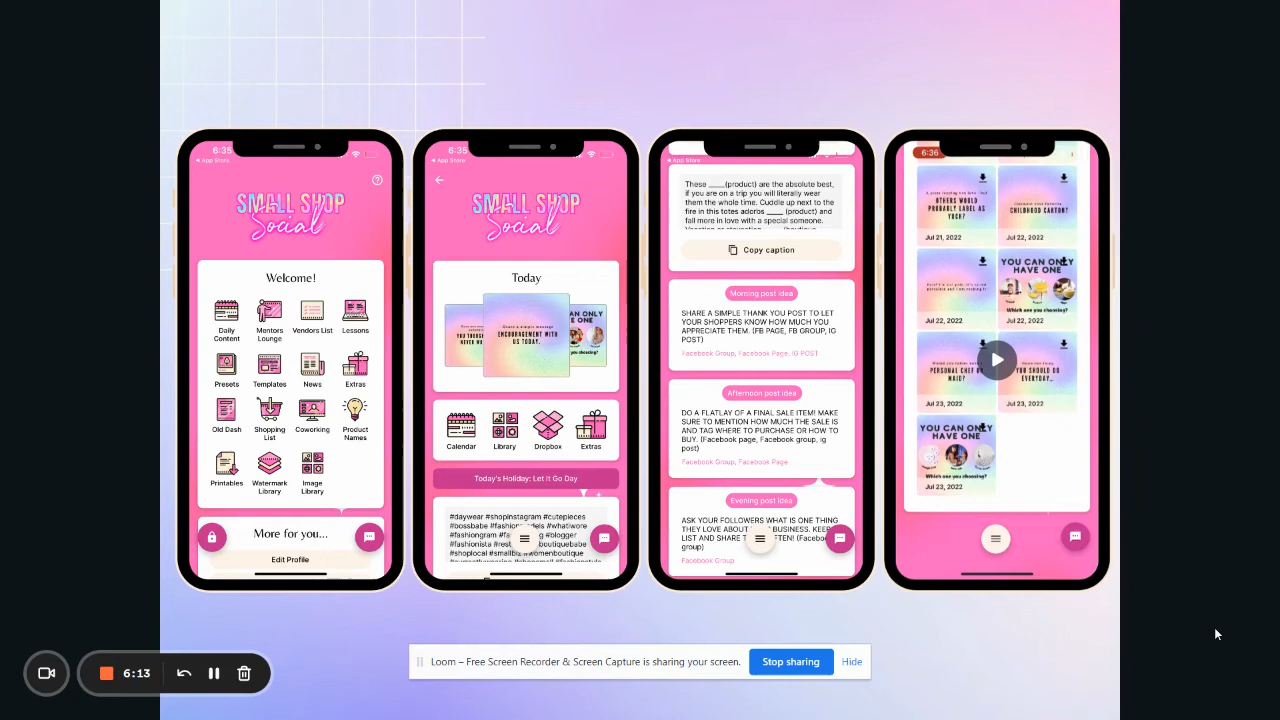 6:35
App Store
SMALL SHOP
Social
Welcome!
Daily
Content
Mentors
Lounge
Vendors List
Lessons
Presets
Templates
News
Extras
Old Dash
Shopping
List
Coworking
Product
Names
Printables
Watermark
Library
Image
Library
More for you...
Edit Profile
6:35
App Store
SMALL SHOP
Social
Today
ENCOURAGEMENT WITH
US TODAY.
Which one are you choosing?
Calendar
Library
Dropbox
Extras
Today's Holiday: Let It Go Day
#daywear #shopinstagram #cutepieces
#blogger
#fashionista
#shoplocal
App Store
These ____(product) are the absolute best,
if you are on a trip you will literally wear
them the whole time. Cuddle up next to the
fire in this totes adorbs ____ (product) and
fall more in love with a special someone.
Copy caption
Morning post idea
SHARE A SIMPLE THANK YOU POST TO LET
YOUR SHOPPERS KNOW HOW MUCH YOU
APPRECIATE THEM. (FB PAGE, FB GROUP, IG
POST)
Facebook Group, Facebook Page, IG POST
Afternoon post idea
DO A FLATLAY OF A FINAL SALE ITEM! MAKE
SURE TO MENTION HOW MUCH THE SALE IS
AND TAG WHERE TO PURCHASE OR HOW TO
BUY. (Facebook page, Facebook group, ig
post)
Facebook Group, Facebook Page
Evening post idea
ASK YOUR FOLLOWERS WHAT IS ONE THING
THEY LOVE ABOUT BUSINESS. KEEP
LIST AND SHARE OFTEN! (Facebook
group)
Facebook Group
6:36
OTHERS WOULD
PROBABLY LABEL AS
YUCK?
Jul 21, 2022
CHILDHOOD CARTOON?
Jul 22, 2022
Jul 22, 2022
YOU CAN ONLY
HAVE ONE
Which one you choosing?
Jul 22, 2022
PERSONAL CHEF OR
MAID?
Jul 23, 2022
YOU SHOULD DO
EVERYDAY...
Jul 23, 2022
YOU CAN ONLY
HAVE ONE
Which one you choosing?
Jul 23, 2022
6:13
Loom – Free Screen Recorder & Screen Capture is sharing your screen.
Stop sharing
Hide